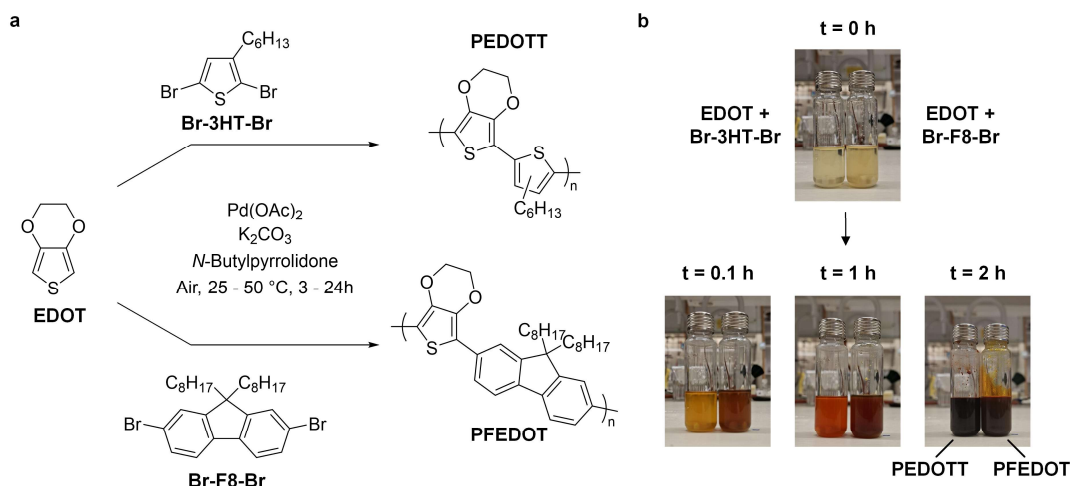 a
C₆H₁₃
Br
S
Br
Br-3HT-Br
PEDOTT
O
O
S
S
n
C₆H₁₃
O
O
S
EDOT
Pd(OAc)₂
K₂CO₃
N-Butylpyrrolidone
Air, 25 - 50 °C, 3 - 24h
C₈H₁₇
C₈H₁₇
Br
Br
Br-F8-Br
O
O
S
C₈H₁₇
C₈H₁₇
n
PFEDOT
b
t = 0 h
EDOT +
Br-3HT-Br
EDOT +
Br-F8-Br
t = 0.1 h
t = 1 h
t = 2 h
PEDOTT
PFEDOT